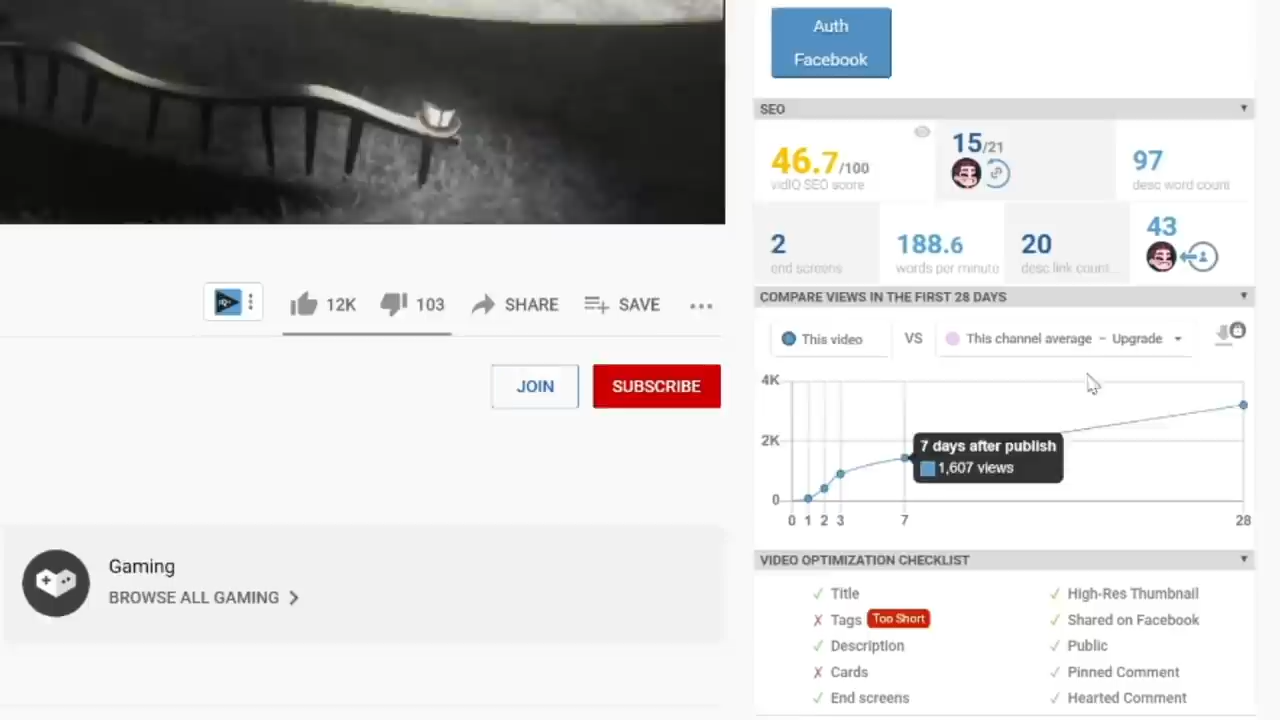 Auth
Facebook
SEO
46.7/100
vidIQ SEO score
15/21
97
desc word count
2
end screens
188.6
words per minute
20
desc link count...
43
12K
103
SHARE
SAVE
COMPARE VIEWS IN THE FIRST 28 DAYS
This video
VS
This channel average - Upgrade
JOIN
SUBSCRIBE
4K
2K
0
7 days after publish
1,607 views
0 1 2 3 7 28
Gaming
BROWSE ALL GAMING
VIDEO OPTIMIZATION CHECKLIST
Title
High-Res Thumbnail
Tags Too Short
Shared on Facebook
Description
Public
Cards
Pinned Comment
End screens
Hearted Comment